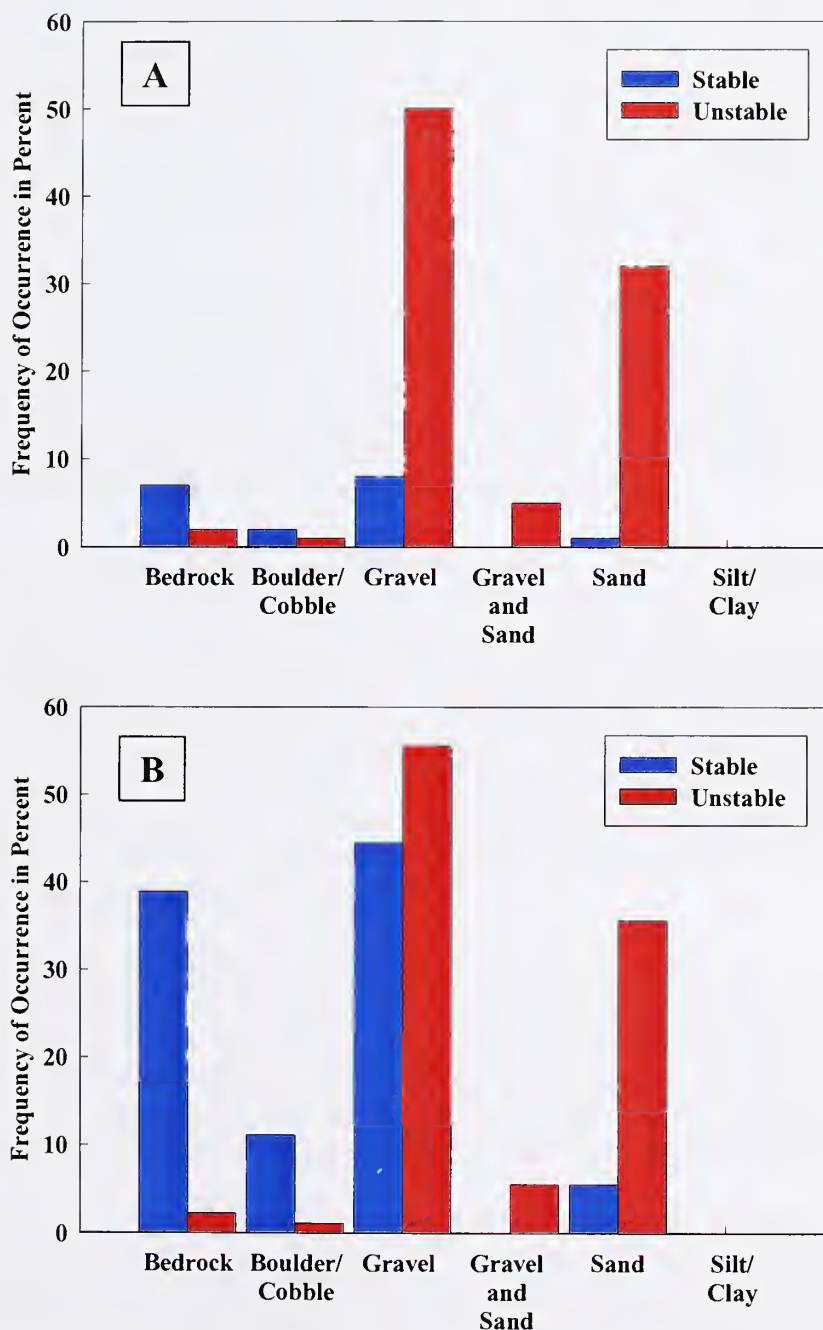 A
Stable
Unstable
Frequency of Occurrence in Percent
60
50
40
30
20
10
0
Bedrock
Boulder/
Cobble
Gravel
Gravel
and
Sand
Sand
Silt/
Clay
B
Stable
Unstable
Frequency of Occurrence in Percent
60
50
40
30
20
10
0
Bedrock
Boulder/
Cobble
Gravel
Gravel
and
Sand
Sand
Silt/
Clay